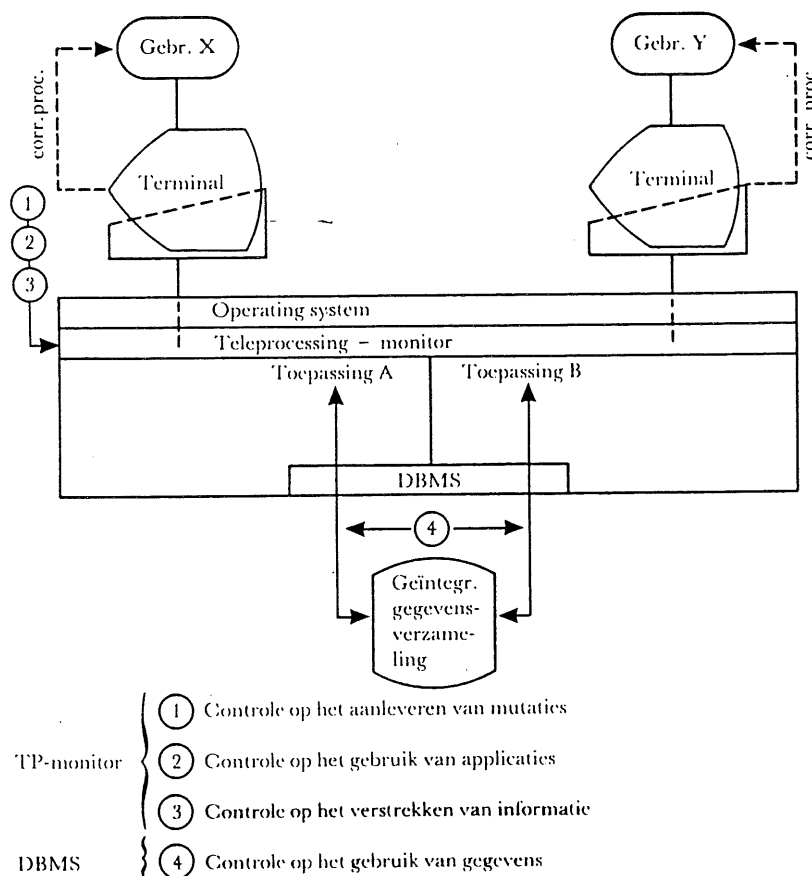 Gebr. X
Gebr. Y
corr. proc.
corr. proc.
Terminal
Terminal
1
2
3
Operating system
Teleprocessing – monitor
Toepassing A
Toepassing B
DBMS
4
Geïntegr.
gegevens-
verzame-
ling
TP-monitor
1 Controle op het aanleveren van mutaties
2 Controle op het gebruik van applicaties
3 Controle op het verstrekken van informatie
DBMS
4 Controle op het gebruik van gegevens